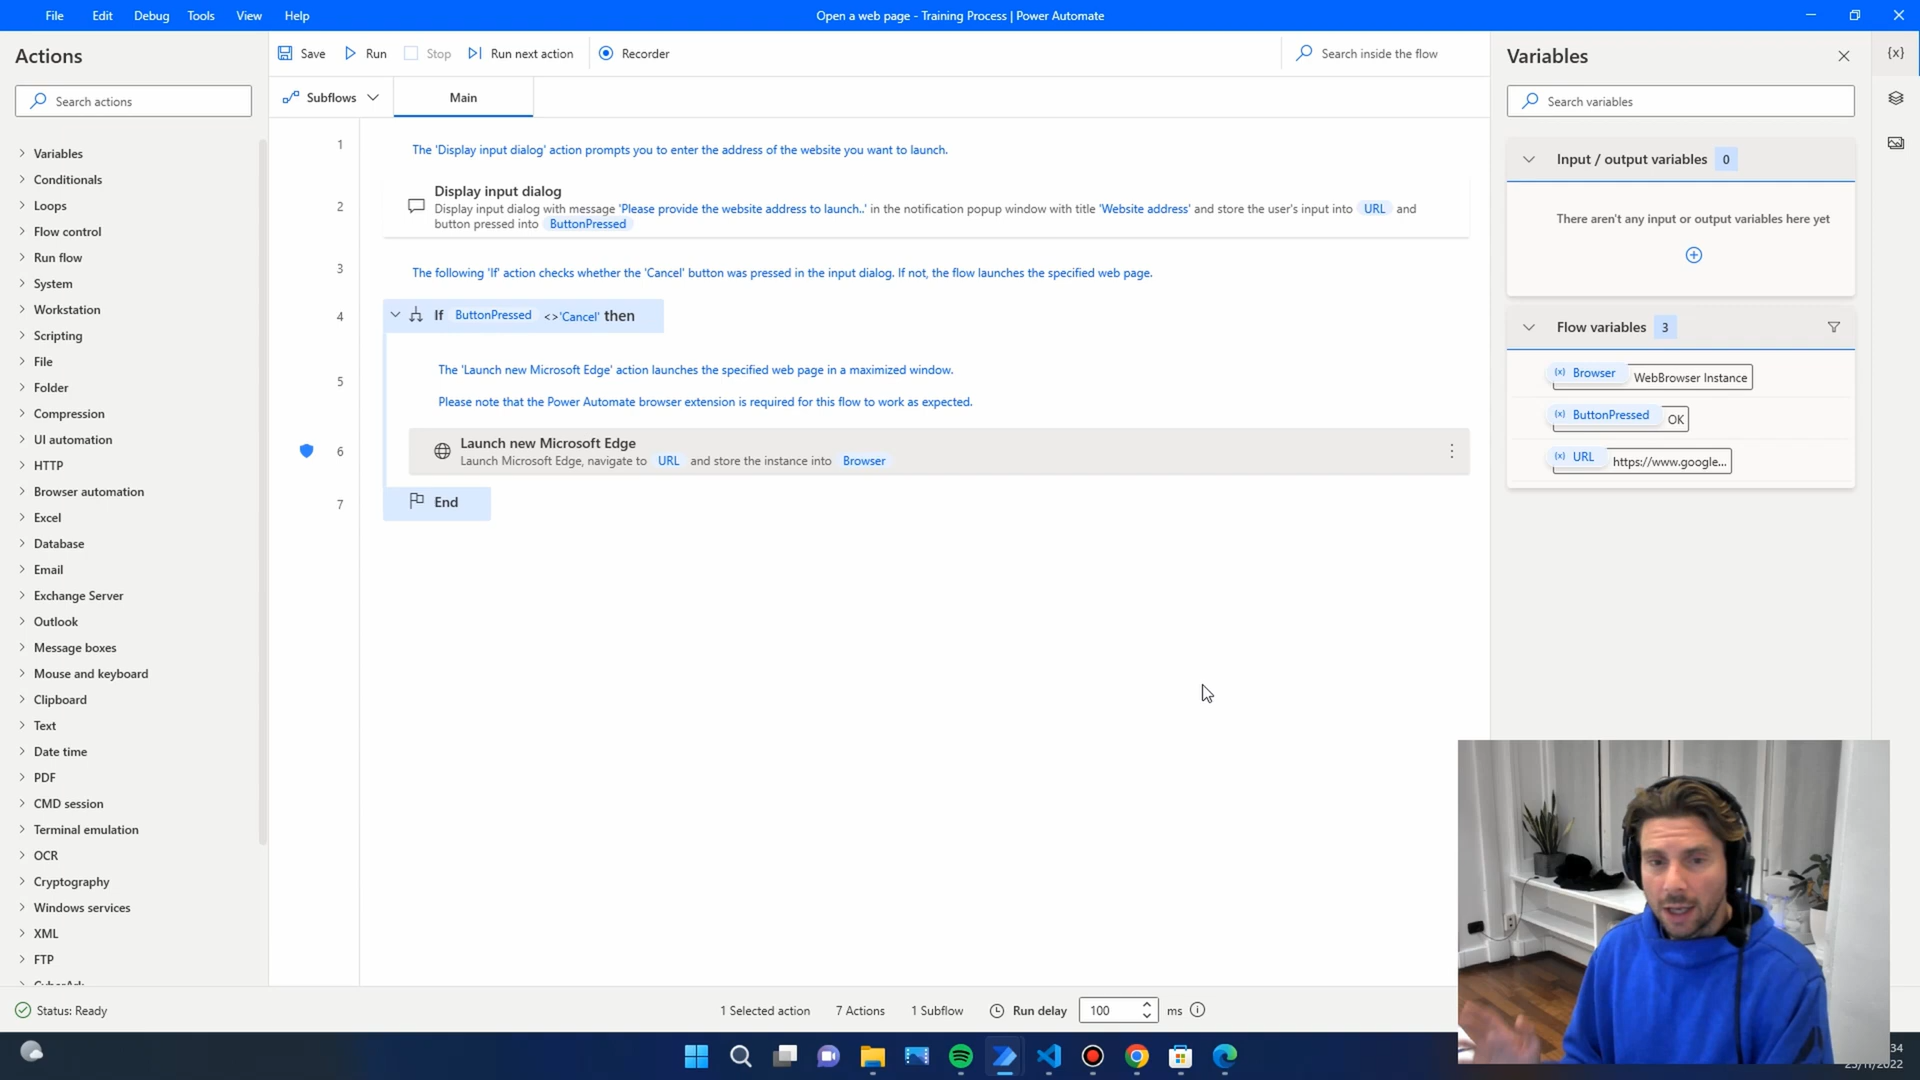 File Edit Debug Tools View Help
Open a web page - Training Process | Power Automate
Actions
Search actions
Variables
Conditionals
Loops
Flow control
Run flow
System
Workstation
Scripting
File
Folder
Compression
UI automation
HTTP
Browser automation
Excel
Database
Email
Exchange Server
Outlook
Message boxes
Mouse and keyboard
Clipboard
Text
Date time
PDF
CMD session
Terminal emulation
OCR
Cryptography
Windows services
XML
FTP
Save Run Stop Run next action Recorder
Search inside the flow
Subflows Main
1 The 'Display input dialog' action prompts you to enter the address of the website you want to launch.
2 Display input dialog
Display input dialog with message 'Please provide the website address to launch..' in the notification popup window with title 'Website address' and store the user's input into URL and
button pressed into ButtonPressed
3 The following 'If' action checks whether the 'Cancel' button was pressed in the input dialog. If not, the flow launches the specified web page.
4 If ButtonPressed <>'Cancel' then
5 The 'Launch new Microsoft Edge' action launches the specified web page in a maximized window.
Please note that the Power Automate browser extension is required for this flow to work as expected.
6 Launch new Microsoft Edge
Launch Microsoft Edge, navigate to URL and store the instance into Browser
7 End
Variables
{x}
Search variables
Input / output variables 0
There aren't any input or output variables here yet
Flow variables 3
(x) Browser WebBrowser Instance
(x) ButtonPressed OK
(x) URL https://www.google...
Status: Ready
1 Selected action 7 Actions 1 Subflow Run delay 100 ms
34